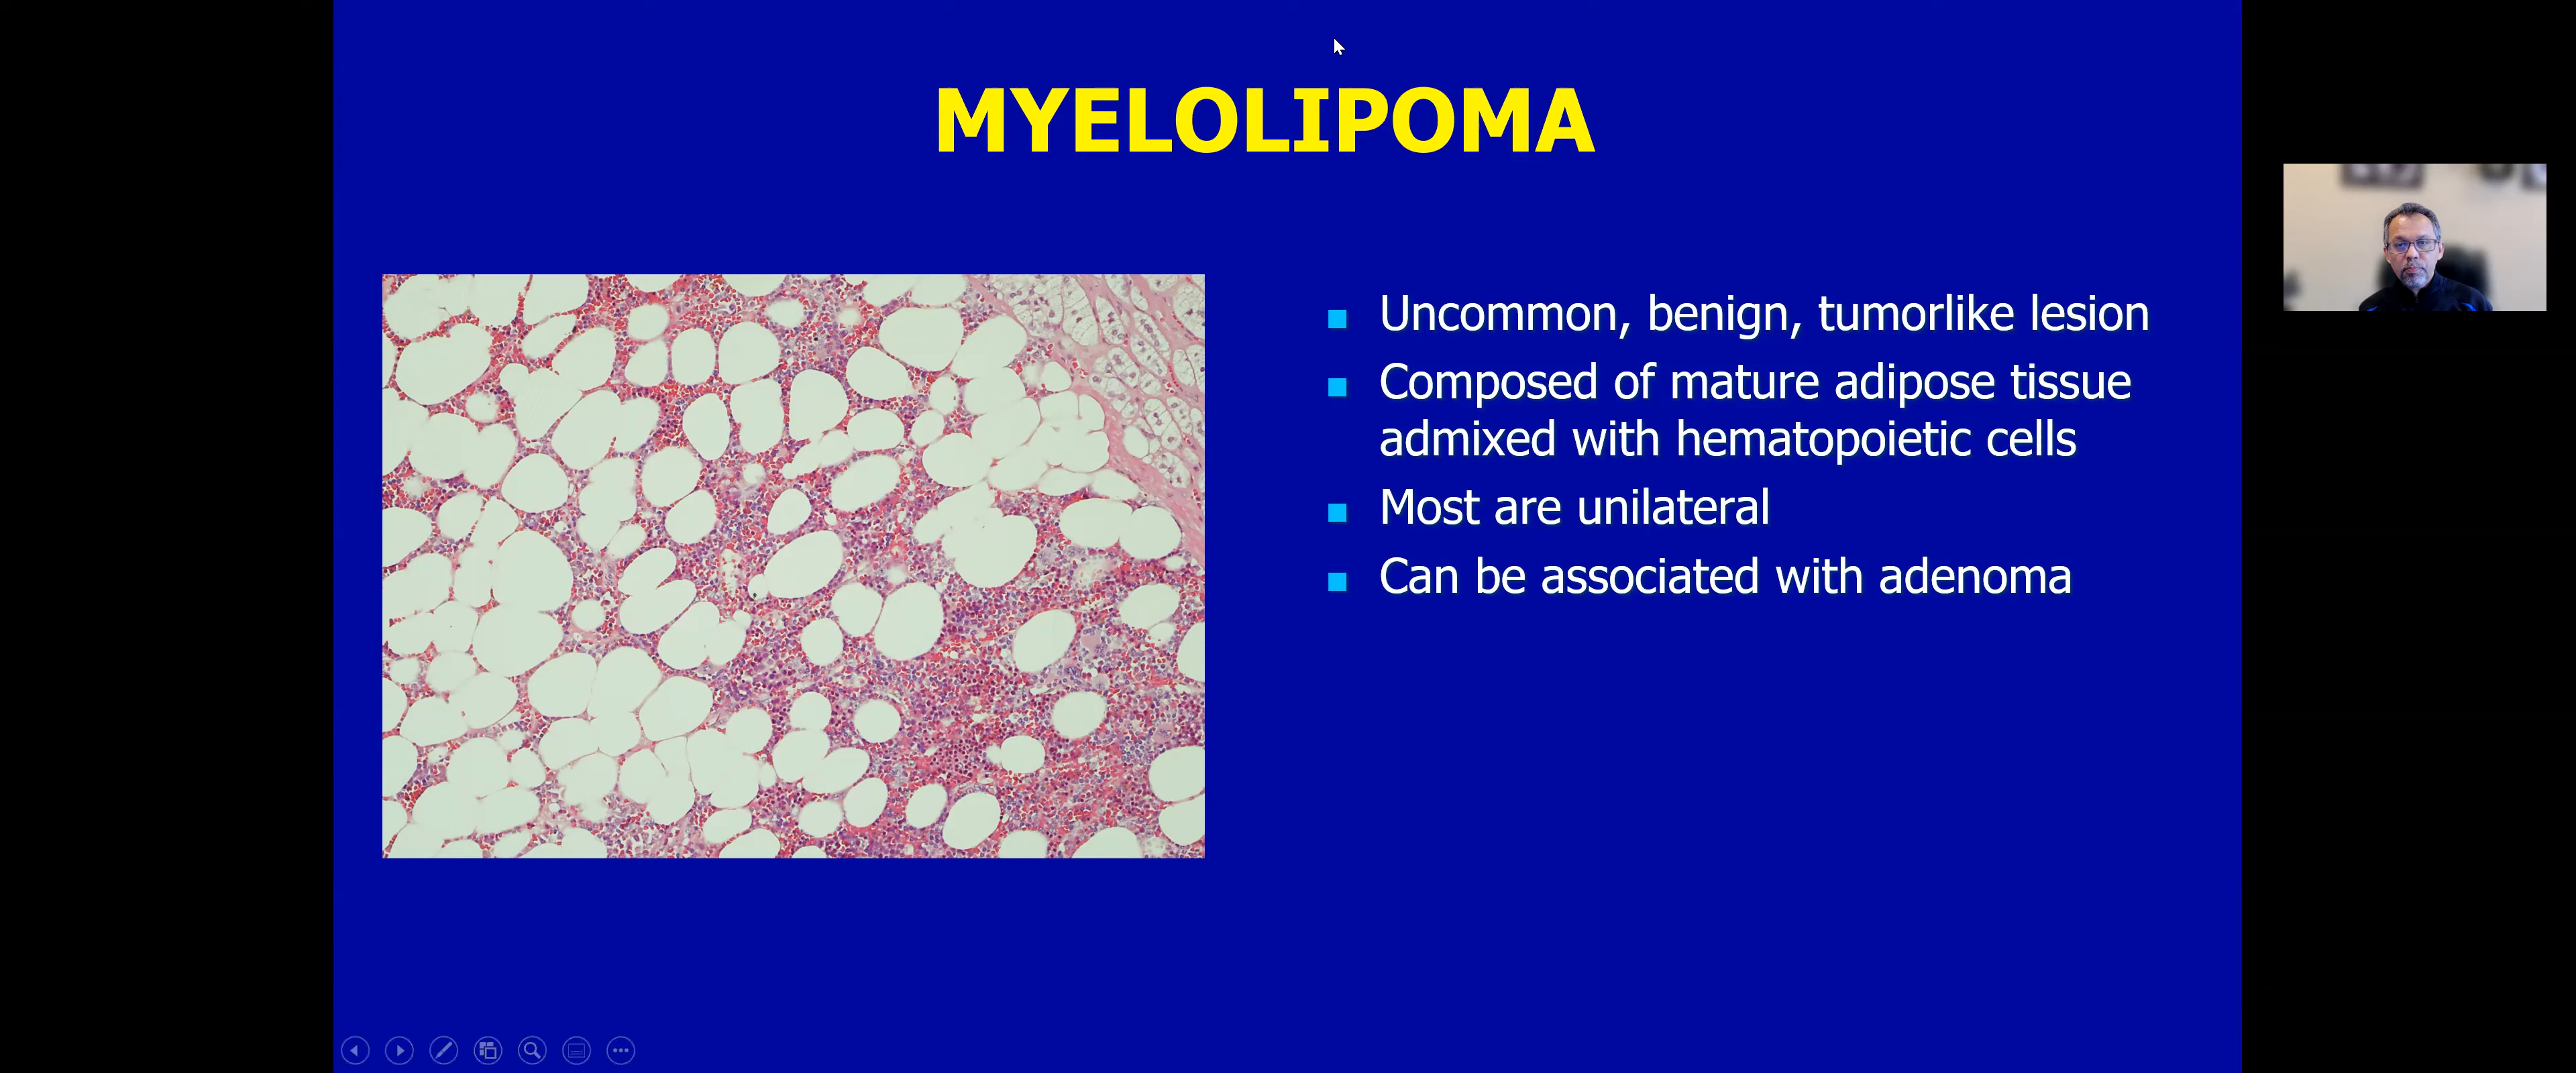 MYELOLIPOMA
Uncommon, benign, tumorlike lesion
Composed of mature adipose tissue
admixed with hematopoietic cells
Most are unilateral
Can be associated with adenoma